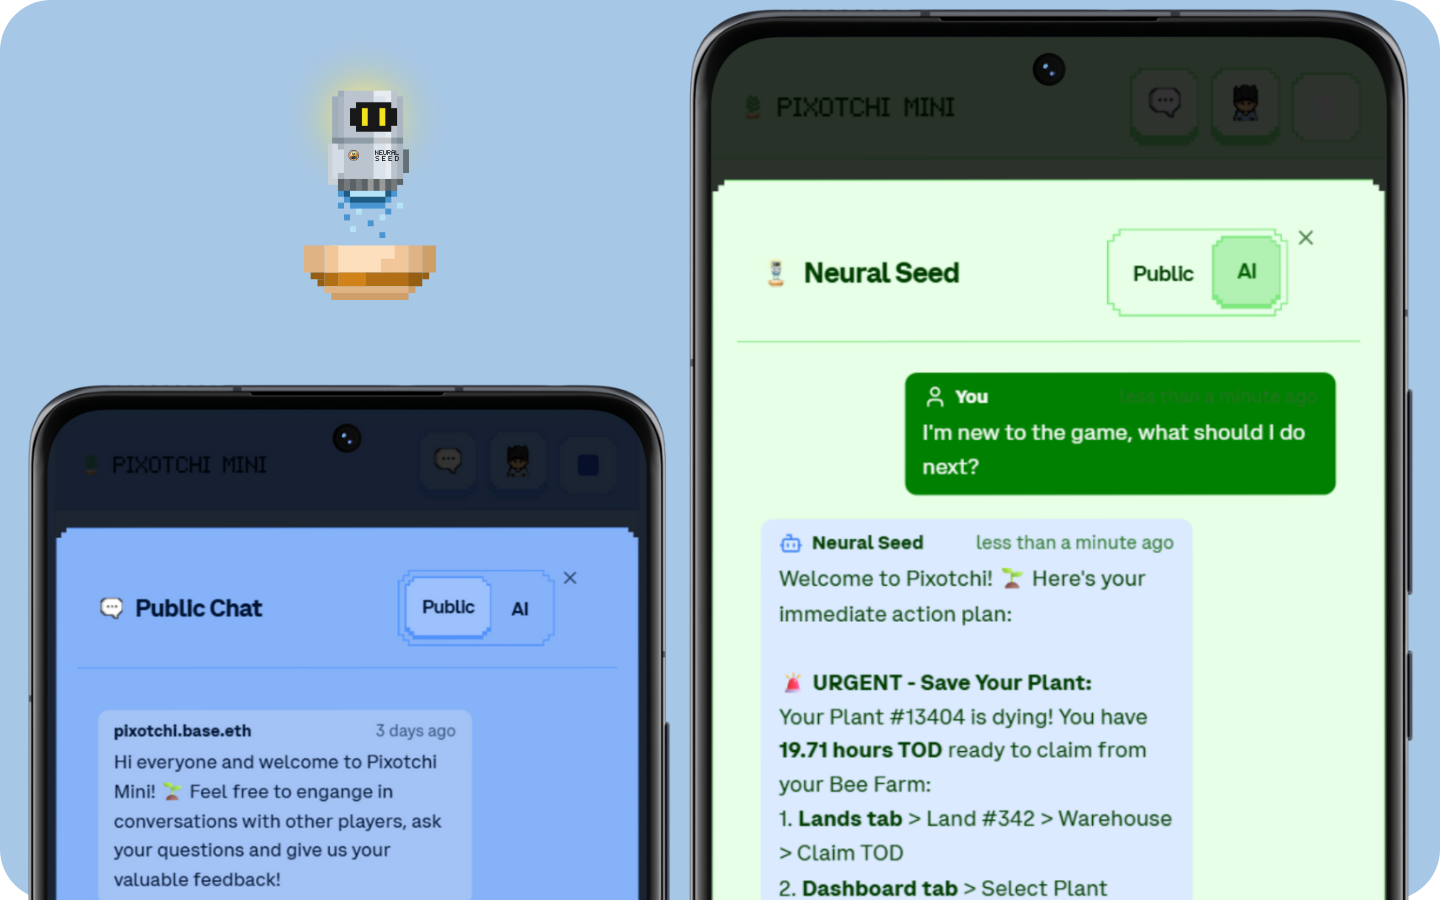 NEURAL
SEED
PIXOTCHI MINI
Public Chat
Public
AI
pixotchi.base.eth
3 days ago
Hi everyone and welcome to Pixotchi
Mini! 🌱 Feel free to engange in
conversations with other players, ask
your questions and give us your
valuable feedback!
PIXOTCHI MINI
Neural Seed
Public
AI
You
less than a minute ago
I'm new to the game, what should I do
next?
Neural Seed
less than a minute ago
Welcome to Pixotchi! 🌱 Here's your
immediate action plan:
🚨 URGENT - Save Your Plant:
Your Plant #13404 is dying! You have
19.71 hours TOD ready to claim from
your Bee Farm:
1. Lands tab > Land #342 > Warehouse
> Claim TOD
2. Dashboard tab > Select Plant